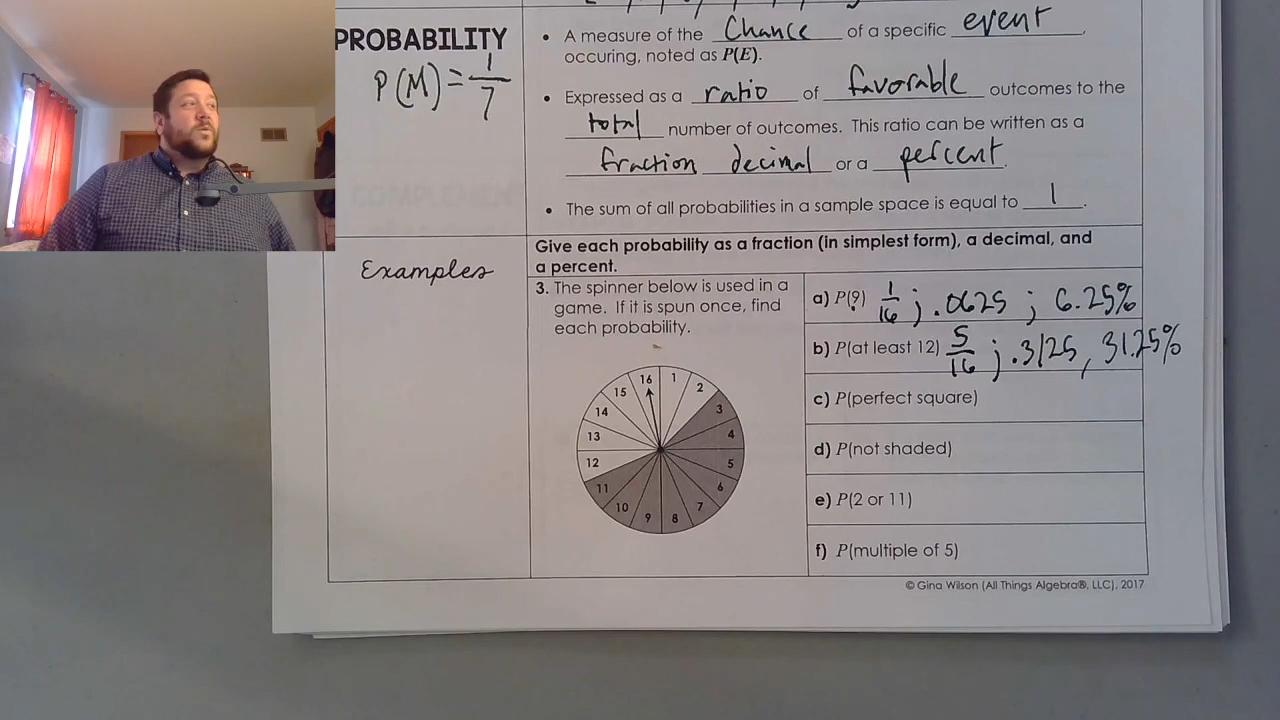 PROBABILITY
P(M) = 1/7
• A measure of the Chance of a specific event,
occuring, noted as P(E).
• Expressed as a ratio of favorable outcomes to the
total number of outcomes. This ratio can be written as a
fraction decimal or a percent.
• The sum of all probabilities in a sample space is equal to 1.
Examples
Give each probability as a fraction (in simplest form), a decimal, and
a percent.
3. The spinner below is used in a
game. If it is spun once, find
each probability.
16 1 2 3 4 5 6 7 8 9 10 11 12 13 14 15
a) P(9) 1/16 ; .0625 ; 6.25%
b) P(at least 12) 5/16 ; .3125, 31.25%
c) P(perfect square)
d) P(not shaded)
e) P(2 or 11)
f) P(multiple of 5)
© Gina Wilson (All Things Algebra®, LLC), 2017